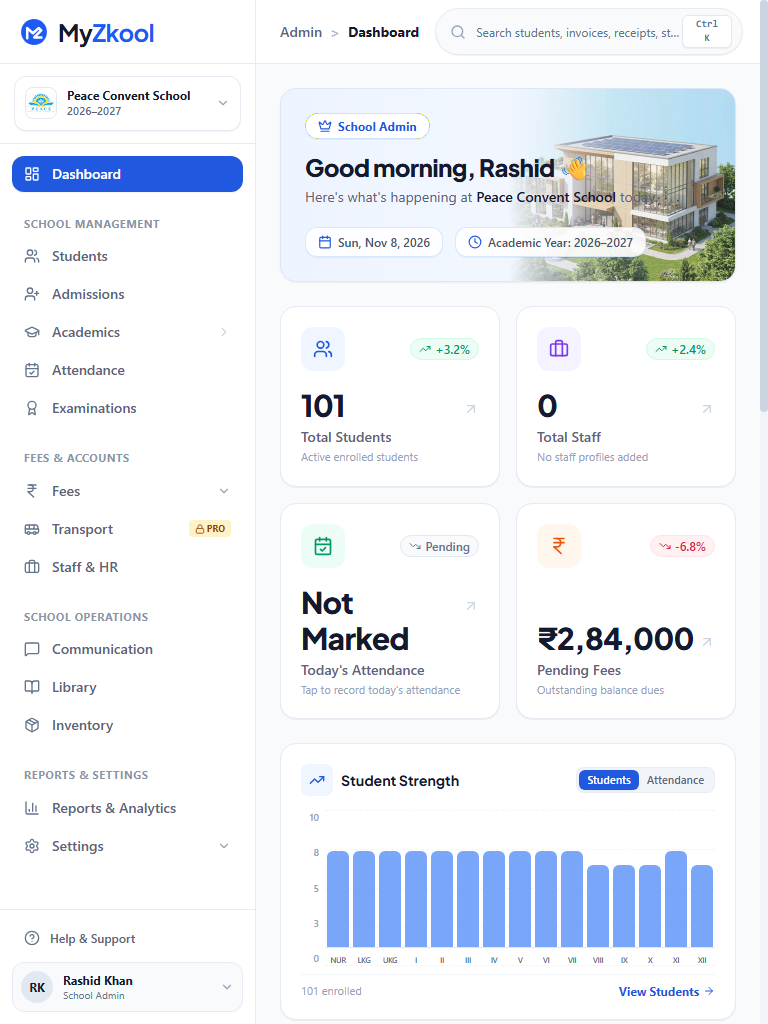 MyZkool
Peace Convent School
2026–2027
Dashboard
SCHOOL MANAGEMENT
Students
Admissions
Academics
Attendance
Examinations
FEES & ACCOUNTS
Fees
Transport PRO
Staff & HR
SCHOOL OPERATIONS
Communication
Library
Inventory
REPORTS & SETTINGS
Reports & Analytics
Settings
Help & Support
RK Rashid Khan
School Admin
Admin > Dashboard
Search students, invoices, receipts, st... Ctrl
K
School Admin
Good morning, Rashid 👋
Here's what's happening at Peace Convent School today.
Sun, Nov 8, 2026 Academic Year: 2026–2027
+3.2%
101
Total Students
Active enrolled students
+2.4%
0
Total Staff
No staff profiles added
Pending
Not
Marked
Today's Attendance
Tap to record today's attendance
₹ -6.8%
₹2,84,000
Pending Fees
Outstanding balance dues
Student Strength Students Attendance
10
8
5
3
0
NUR LKG UKG I II III IV V VI VII VIII IX X XI XII
101 enrolled View Students →